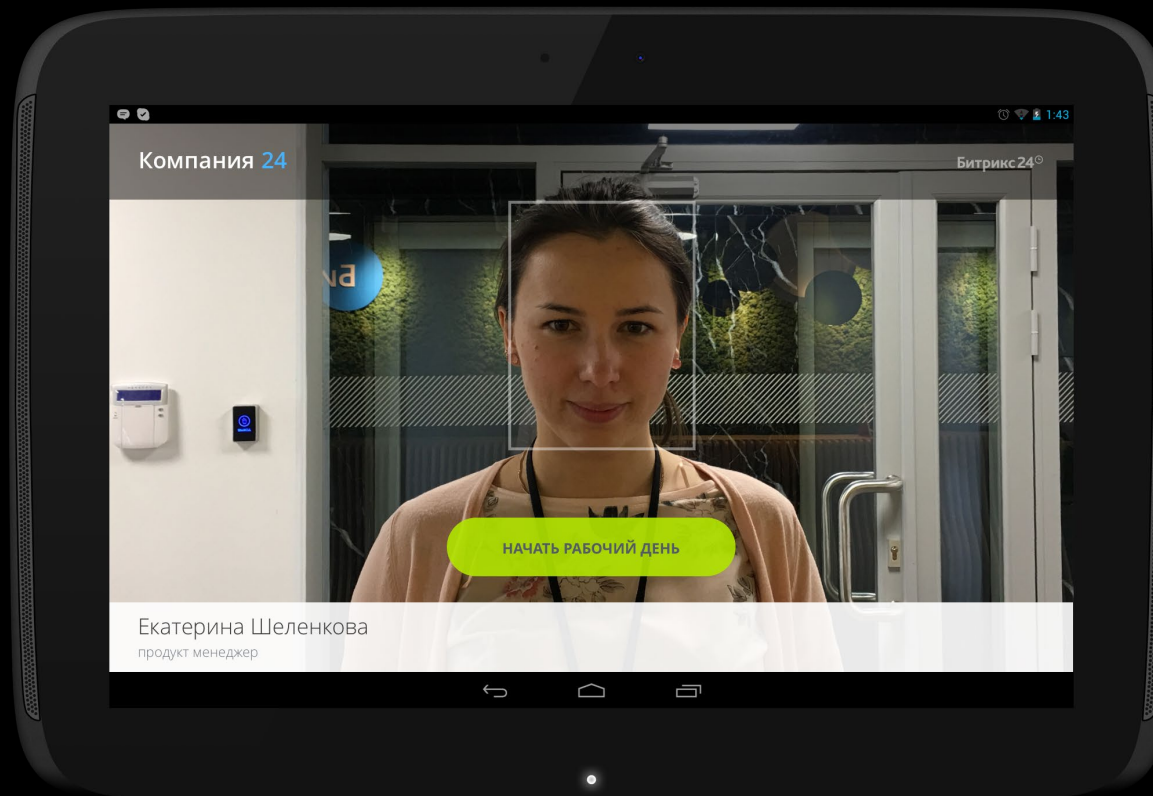 1:43
Компания 24
Битрикс24
НАЧАТЬ РАБОЧИЙ ДЕНЬ
Екатерина Шеленкова
продукт менеджер